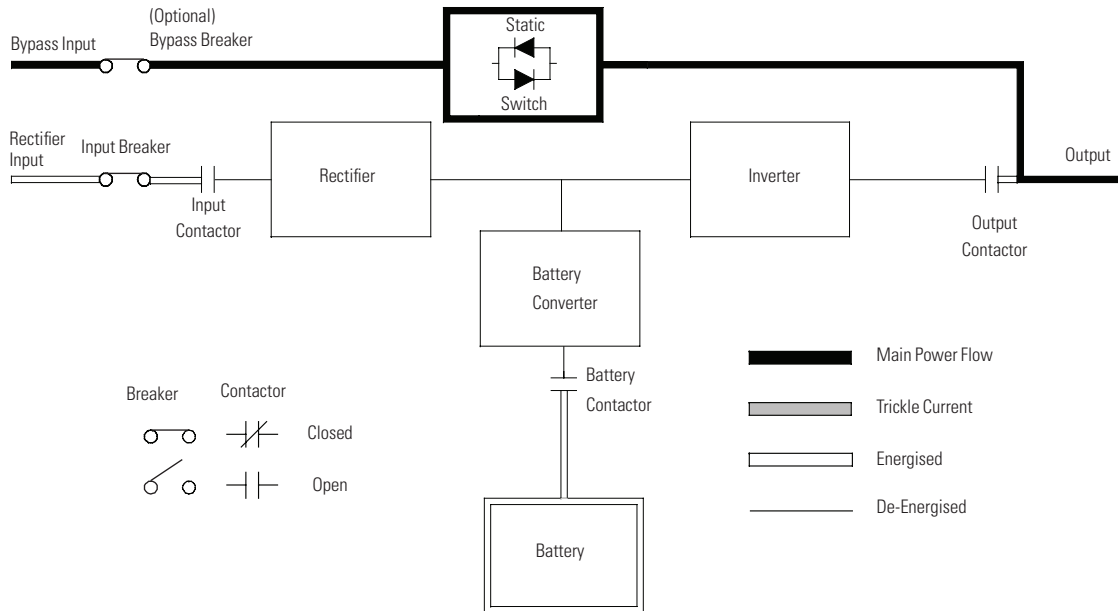 (Optional)
Bypass Input
Bypass Breaker
Static
Switch
Rectifier
Input
Input Breaker
Input
Contactor
Rectifier
Inverter
Output
Output
Contactor
Battery
Converter
Battery
Contactor
Battery
Breaker
Contactor
Closed
Open
Main Power Flow
Trickle Current
Energised
De-Energised